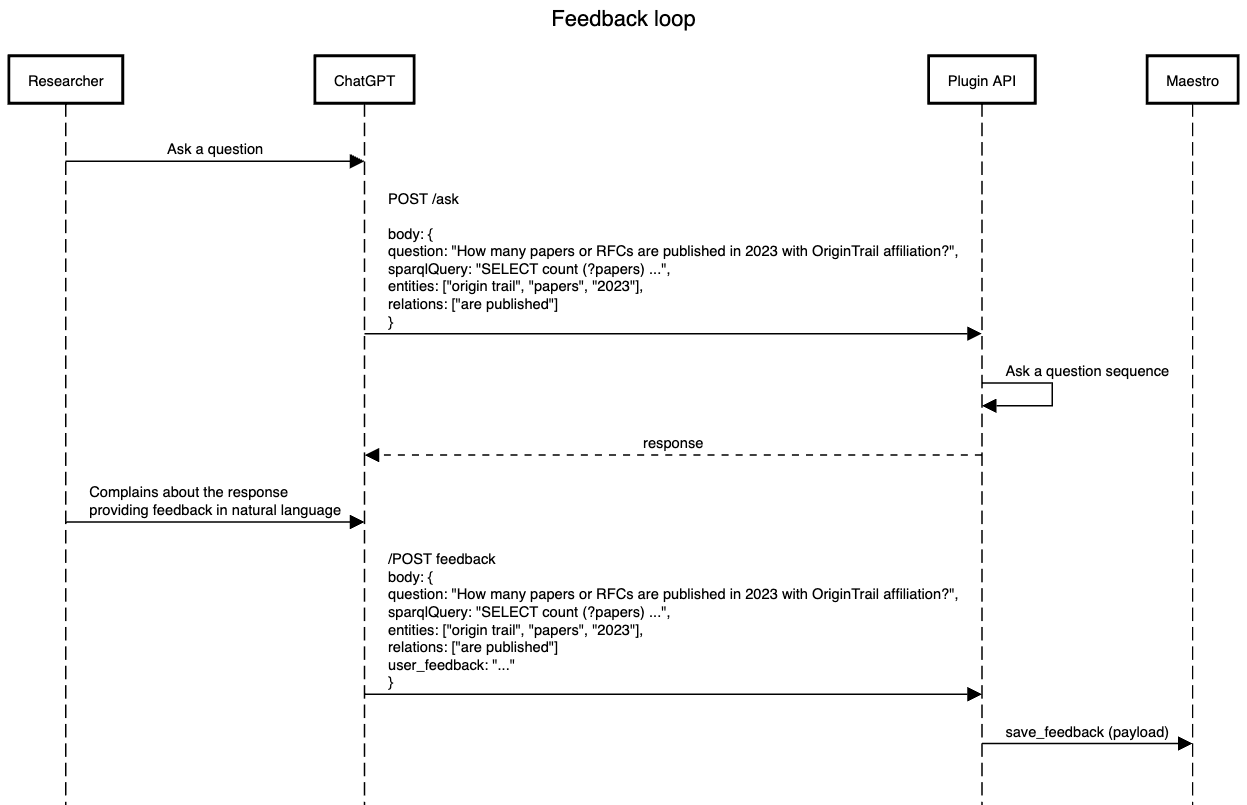 Feedback loop
Researcher
ChatGPT
Plugin API
Maestro
Ask a question
POST /ask
body: {
question: "How many papers or RFCs are published in 2023 with OriginTrail affiliation?",
sparqlQuery: "SELECT count (?papers) ...",
entities: ["origin trail", "papers", "2023"],
relations: ["are published"]
}
Ask a question sequence
response
Complains about the response
providing feedback in natural language
/POST feedback
body: {
question: "How many papers or RFCs are published in 2023 with OriginTrail affiliation?",
sparqlQuery: "SELECT count (?papers) ...",
entities: ["origin trail", "papers", "2023"],
relations: ["are published"]
user_feedback: "..."
}
save_feedback (payload)